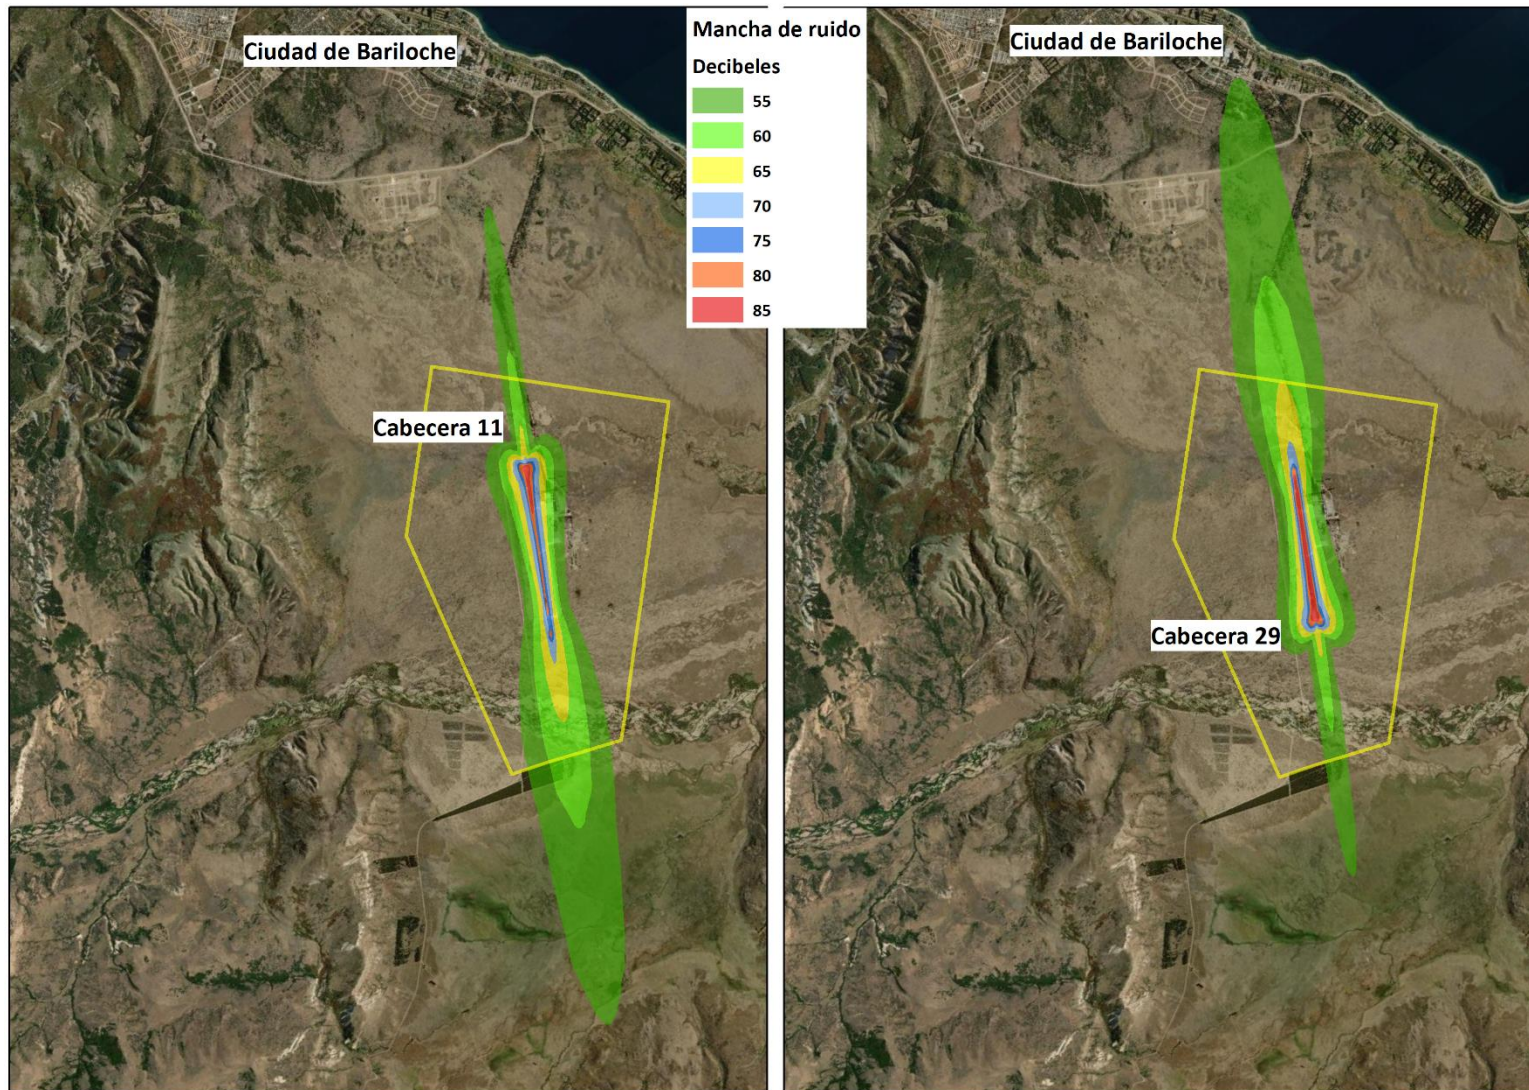 Ciudad de Bariloche
Mancha de ruido
Decibeles
55
60
65
70
75
80
85
Cabecera 11
Ciudad de Bariloche
Cabecera 29